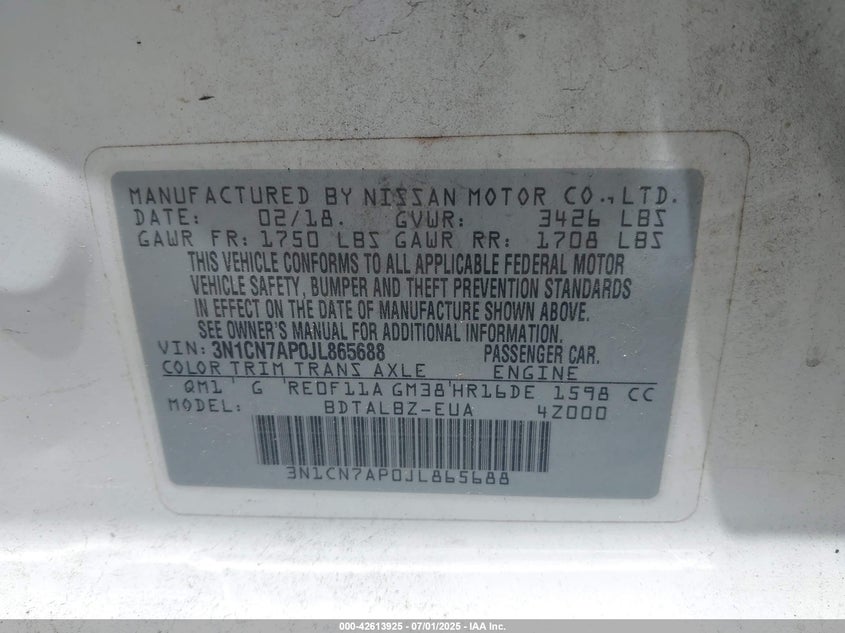 MANUFACTURED BY NISSAN MOTOR CO., LTD.
DATE: 02/18. GVWR: 3426 LBS
GAWR FR: 1750 LBS GAWR RR: 1708 LBS
THIS VEHICLE CONFORMS TO ALL APPLICABLE FEDERAL MOTOR
VEHICLE SAFETY, BUMPER AND THEFT PREVENTION STANDARDS
IN EFFECT ON THE DATE OF MANUFACTURE SHOWN ABOVE.
SEE OWNER'S MANUAL FOR ADDITIONAL INFORMATION
VIN: 3N1CN7AP0JL865688 PASSENGER CAR.
COLOR TRIM TRANS AXLE ENGINE
QM1 G RE0F11A GM38 HR16DE 1598 CC
MODEL: BDTALBZ-EUA 4Z000
3N1CN7AP0JL865688
000-42613925 - 07/01/2025 - IAA Inc.